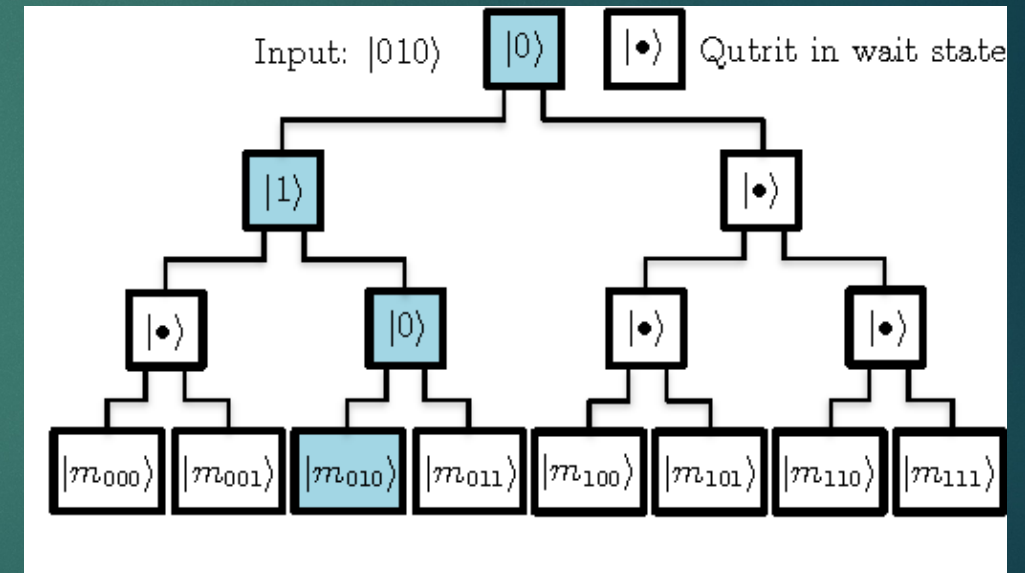 Input: |010⟩ |0⟩ |•⟩ Qutrit in wait state
|1⟩ |•⟩
|•⟩ |0⟩ |•⟩ |•⟩
|m₀₀₀⟩ |m₀₀₁⟩ |m₀₁₀⟩ |m₀₁₁⟩ |m₁₀₀⟩ |m₁₀₁⟩ |m₁₁₀⟩ |m₁₁₁⟩